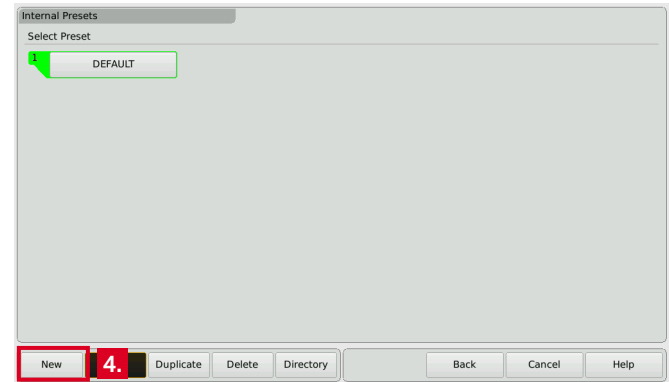 Internal Presets
Select Preset
1
DEFAULT
New
4.
Duplicate
Delete
Directory
Back
Cancel
Help